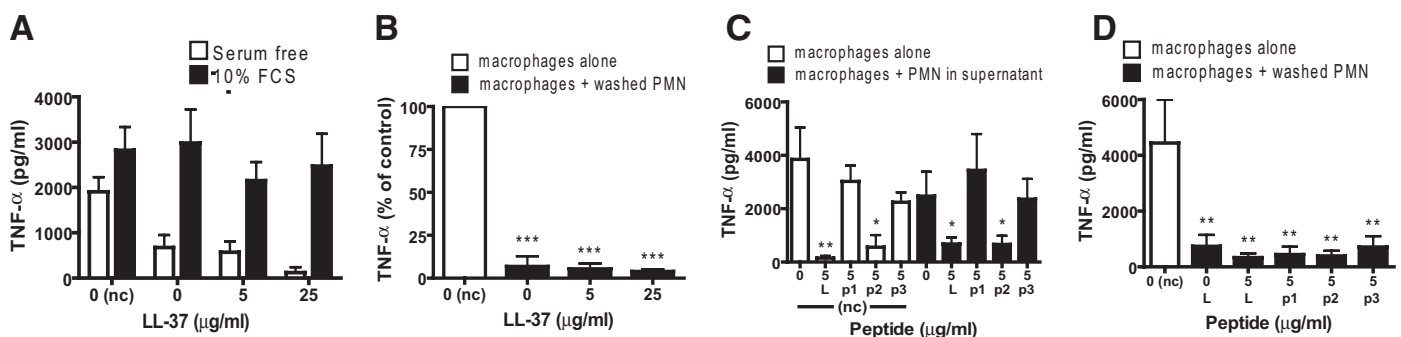 A
Serum free
10% FCS
TNF-α (pg/ml)
4000
3000
2000
1000
0
0 (nc) 0 5 25
LL-37 (μg/ml)
B
macrophages alone
macrophages + washed PMN
TNF-α (% of control)
100
75
50
25
0
*** *** ***
0 (nc) 0 5 25
LL-37 (μg/ml)
C
macrophages alone
macrophages + PMN in supernatant
TNF-α (pg/ml)
6000
4000
2000
0
** * * *
0 5 5 5 5 0 5 5 5 5
L p1 p2 p3 L p1 p2 p3
(nc)
Peptide (μg/ml)
D
macrophages alone
macrophages + washed PMN
TNF-α (pg/ml)
6000
4000
2000
0
** ** ** ** **
0 (nc) 0 5 5 5 5
L L p1 p2 p3
Peptide (μg/ml)